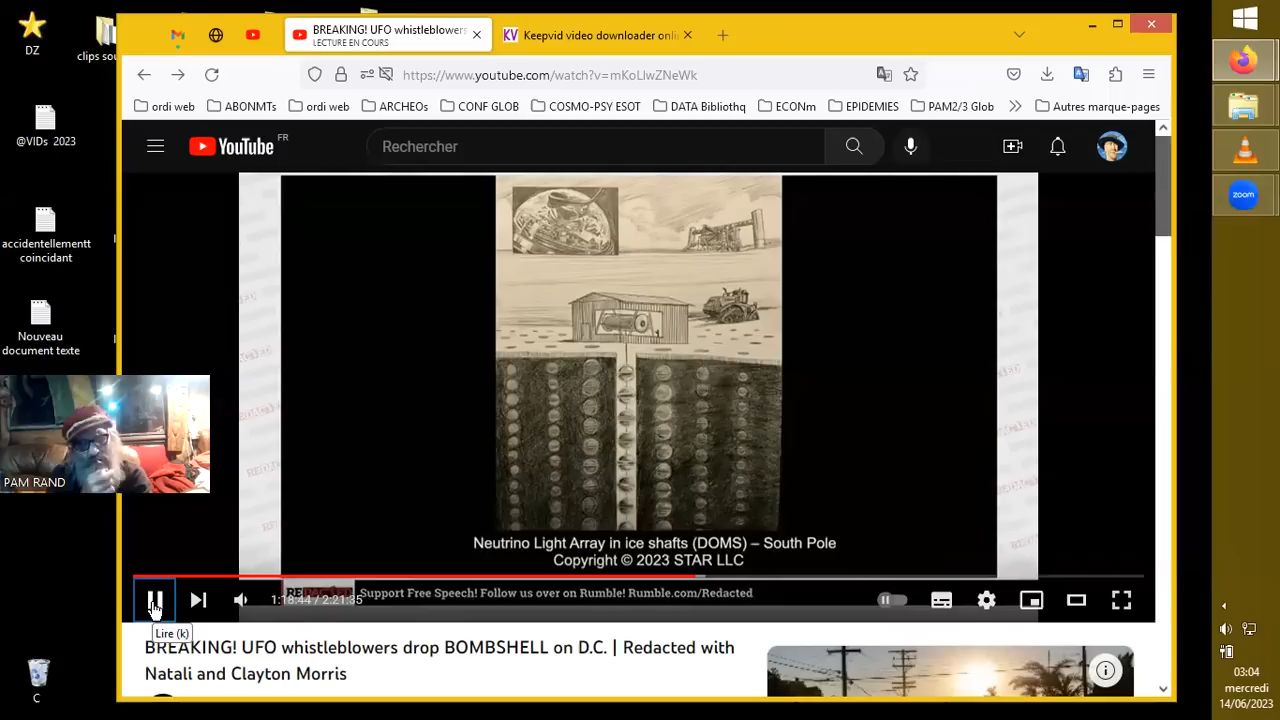 DZ
clips sou
@VIDs 2023
accidentellementt
coincidant
Nouveau
document texte
C
PAM RAND
BREAKING! UFO whistleblowers
LECTURE EN COURS
KV Keepvid video downloader onli
https://www.youtube.com/watch?v=mKoLlwZNeWk
ordi web
ABONMTs
ordi web
ARCHEOs
CONF GLOB
COSMO-PSY ESOT
DATA Bibliothq
ECONm
EPIDEMIES
PAM2/3 Glob
Autres marque-pages
YouTube FR
Rechercher
Neutrino Light Array in ice shafts (DOMS) – South Pole
Copyright © 2023 STAR LLC
REDACTED
Support Free Speech! Follow us over on Rumble! Rumble.com/Redacted
1:18:44 / 2:21:35
Lire (k)
BREAKING! UFO whistleblowers drop BOMBSHELL on D.C. | Redacted with
Natali and Clayton Morris
zoom
03:04
mercredi
14/06/2023